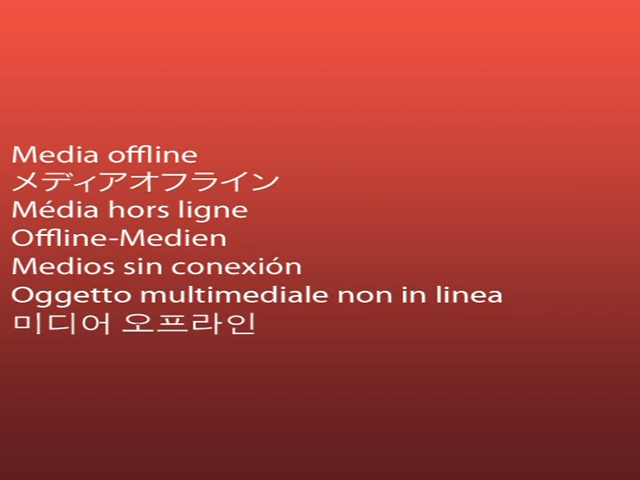 Media offline
メディアオフライン
Média hors ligne
Offline-Medien
Medios sin conexión
Oggetto multimediale non in linea
미디어 오프라인